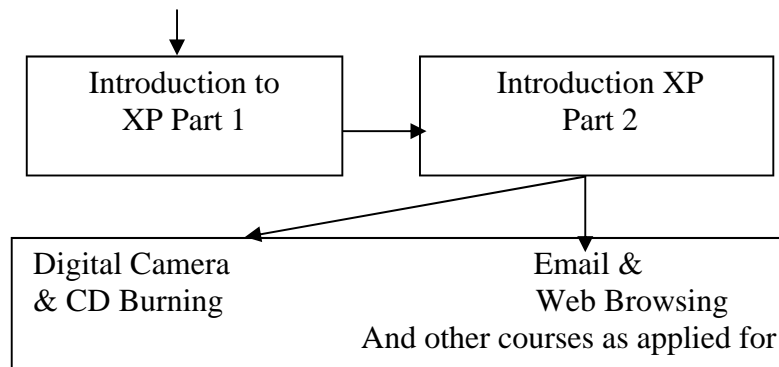 Introduction to
XP Part 1
Introduction XP
Part 2
Digital Camera
& CD Burning
Email &
Web Browsing
And other courses as applied for